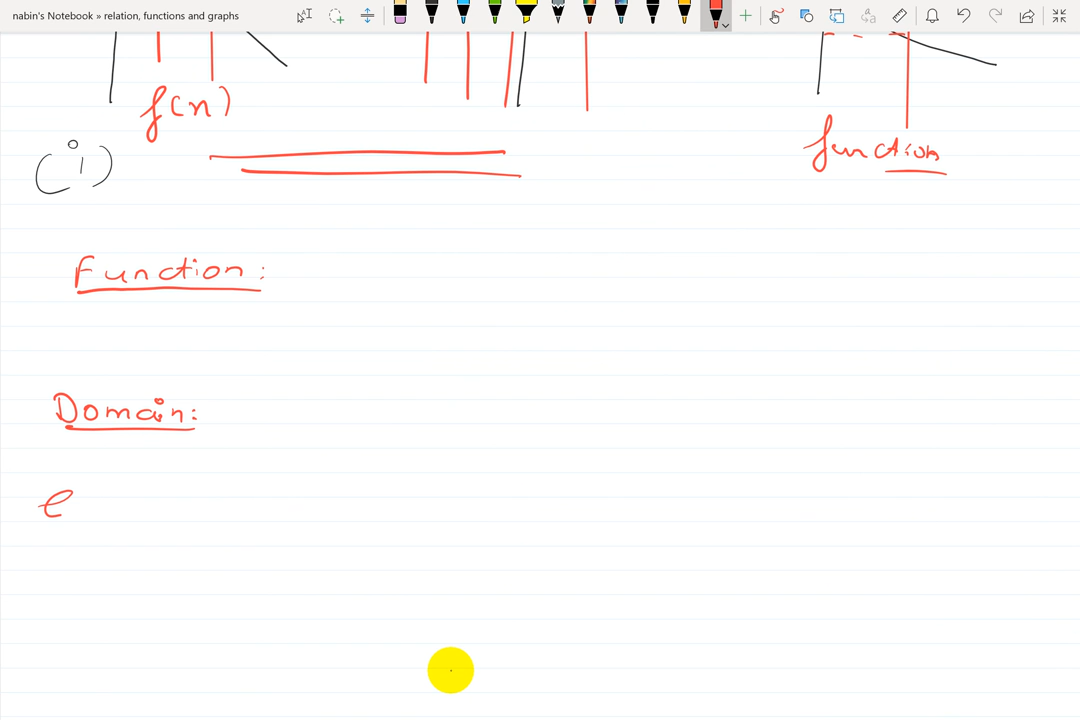 nabin's Notebook » relation, functions and graphs
f(n)
function
(i)
Function:
Domain:
e